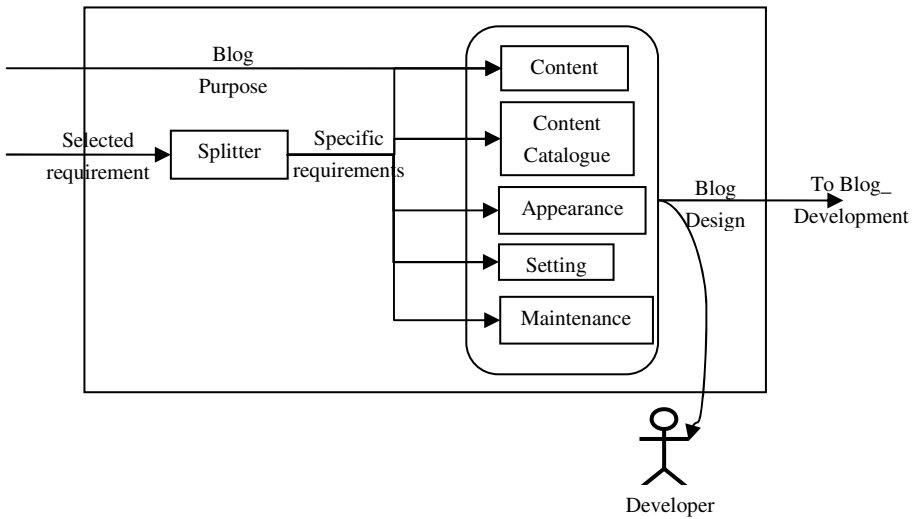 Blog
Purpose
Content
Selected
requirement
Splitter
Specific
requirements
Content
Catalogue
Appearance
Setting
Maintenance
Blog
Design
To Blog_
Development
Developer